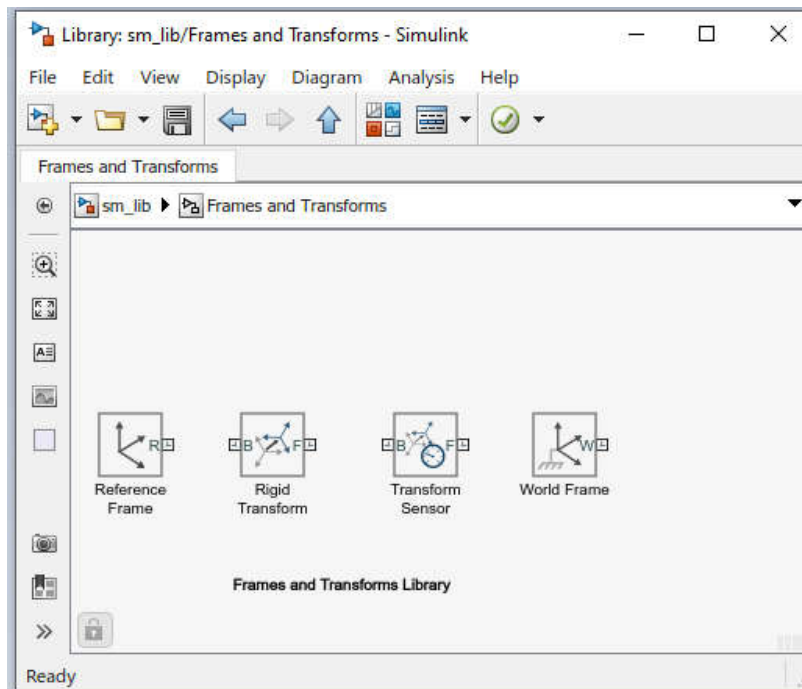 Library: sm_lib/Frames and Transforms - Simulink
File Edit View Display Diagram Analysis Help
Frames and Transforms
sm_lib Frames and Transforms
R B F B F W
Reference Frame
Rigid Transform
Transform Sensor
World Frame
Frames and Transforms Library
Ready